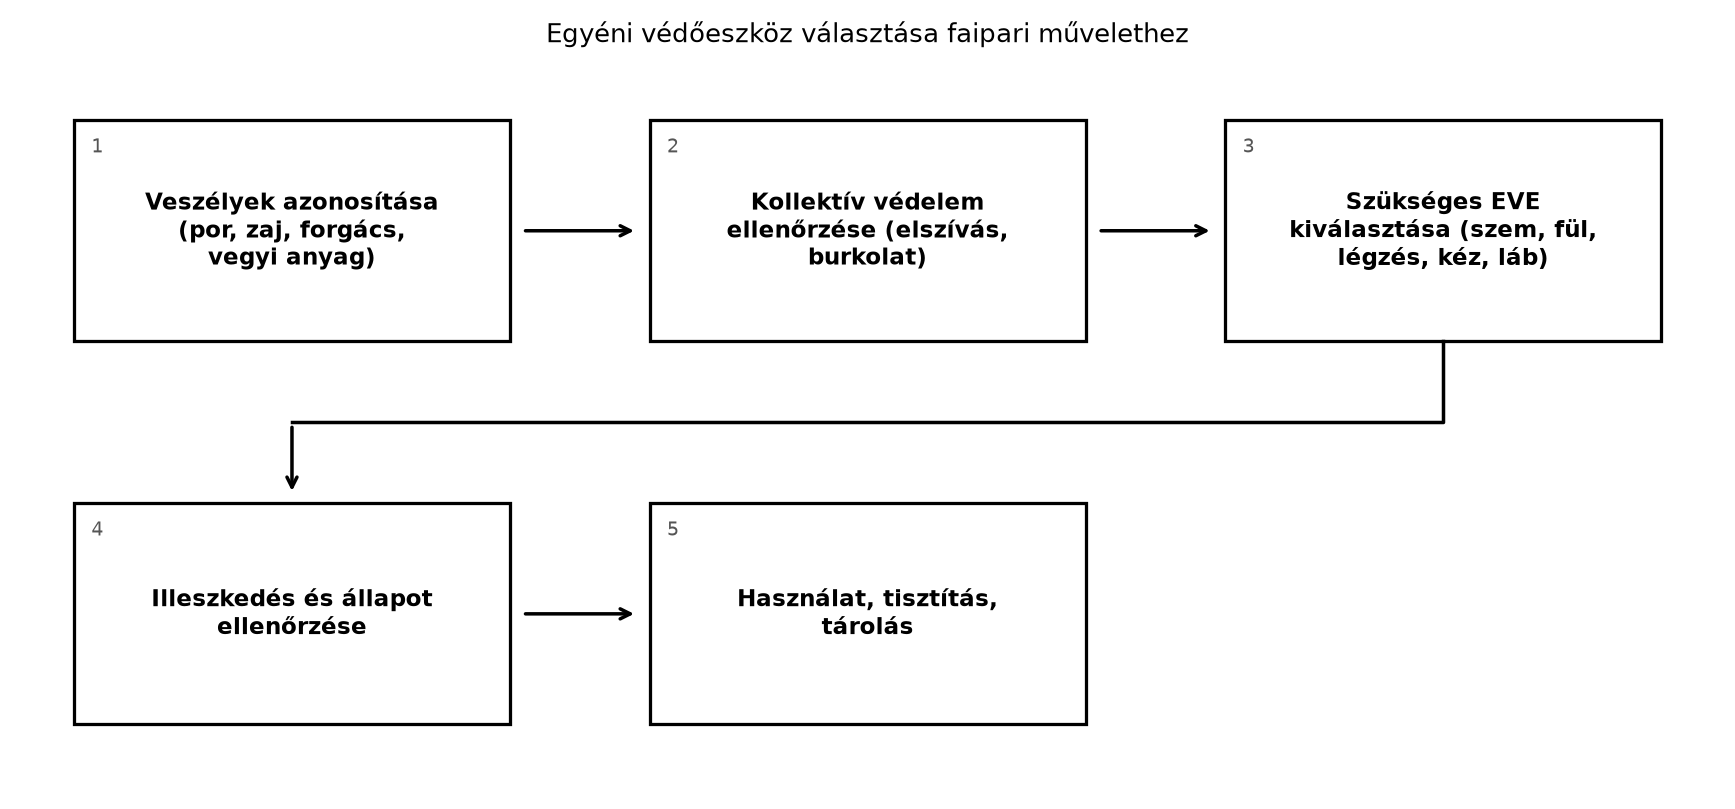 Egyéni védőeszköz választása faipari művelethez
1
Veszélyek azonosítása
(por, zaj, forgács,
vegyi anyag)
2
Kollektív védelem
ellenőrzése (elszívás,
burkolat)
3
Szükséges EVE
kiválasztása (szem, fül,
légzés, kéz, láb)
4
Illeszkedés és állapot
ellenőrzése
5
Használat, tisztítás,
tárolás